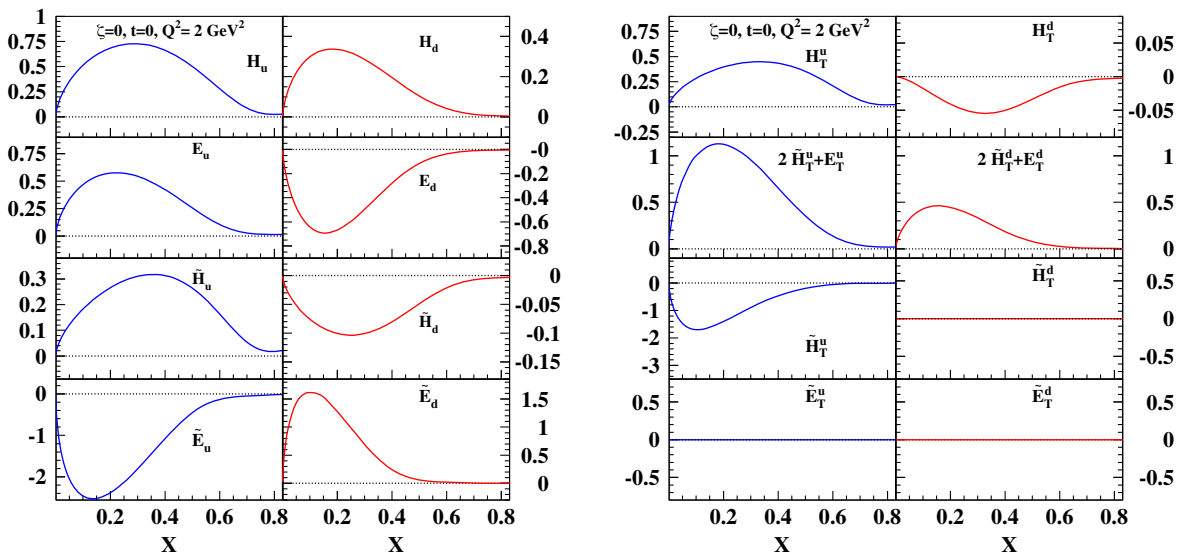 ζ=0, t=0, Q²= 2 GeV²
H_u
1
0.75
0.5
0.25
0
H_d
0.4
0.2
0
E_u
0.75
0.5
0.25
0
E_d
-0
-0.2
-0.4
-0.6
-0.8
H̃_u
0.3
0.2
0.1
0
H̃_d
0
-0.05
-0.1
-0.15
Ẽ_u
0
-1
-2
Ẽ_d
1.5
1
0.5
0
0.2 0.4 0.6 0.8 0.2 0.4 0.6 0.8
X X
ζ=0, t=0, Q²= 2 GeV²
H_T^u
0.75
0.5
0.25
0
-0.25
H_T^d
0.05
0
-0.05
2 H̃_T^u+E_T^u
1
0.5
0
2 H̃_T^d+E_T^d
1
0.5
0
H̃_T^u
0
-1
-2
-3
H̃_T^d
0.5
0
-0.5
Ẽ_T^u
0.5
0
-0.5
Ẽ_T^d
0.5
0
-0.5
0.2 0.4 0.6 0.8 0.2 0.4 0.6 0.8
X X